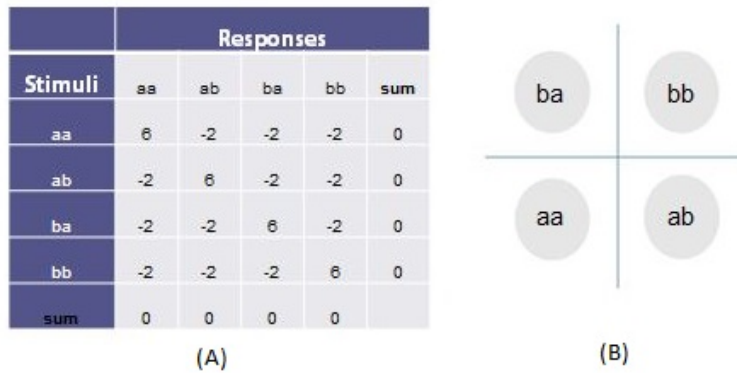 Responses
Stimuli aa ab ba bb sum
aa 6 -2 -2 -2 0
ab -2 6 -2 -2 0
ba -2 -2 6 -2 0
bb -2 -2 -2 6 0
sum 0 0 0 0
(A)
ba bb
aa ab
(B)